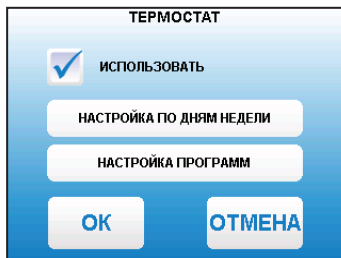 ТЕРМОСТАТ
ИСПОЛЬЗОВАТЬ
НАСТРОЙКА ПО ДНЯМ НЕДЕЛИ
НАСТРОЙКА ПРОГРАММ
ОК
ОТМЕНА